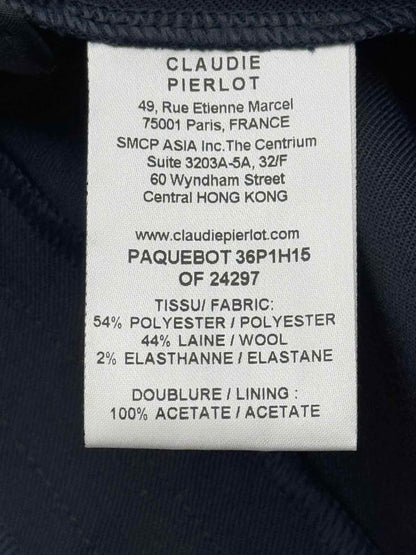 CLAUDIE
PIERLOT
49, Rue Etienne Marcel
75001 Paris, FRANCE
SMCP ASIA Inc.The Centrium
Suite 3203A-5A, 32/F
60 Wyndham Street
Central HONG KONG
www.claudiepierlot.com
PAQUEBOT 36P1H15
OF 24297
TISSU/ FABRIC:
54% POLYESTER / POLYESTER
44% LAINE / WOOL
2% ELASTHANNE / ELASTANE
DOUBLURE / LINING :
100% ACETATE / ACETATE